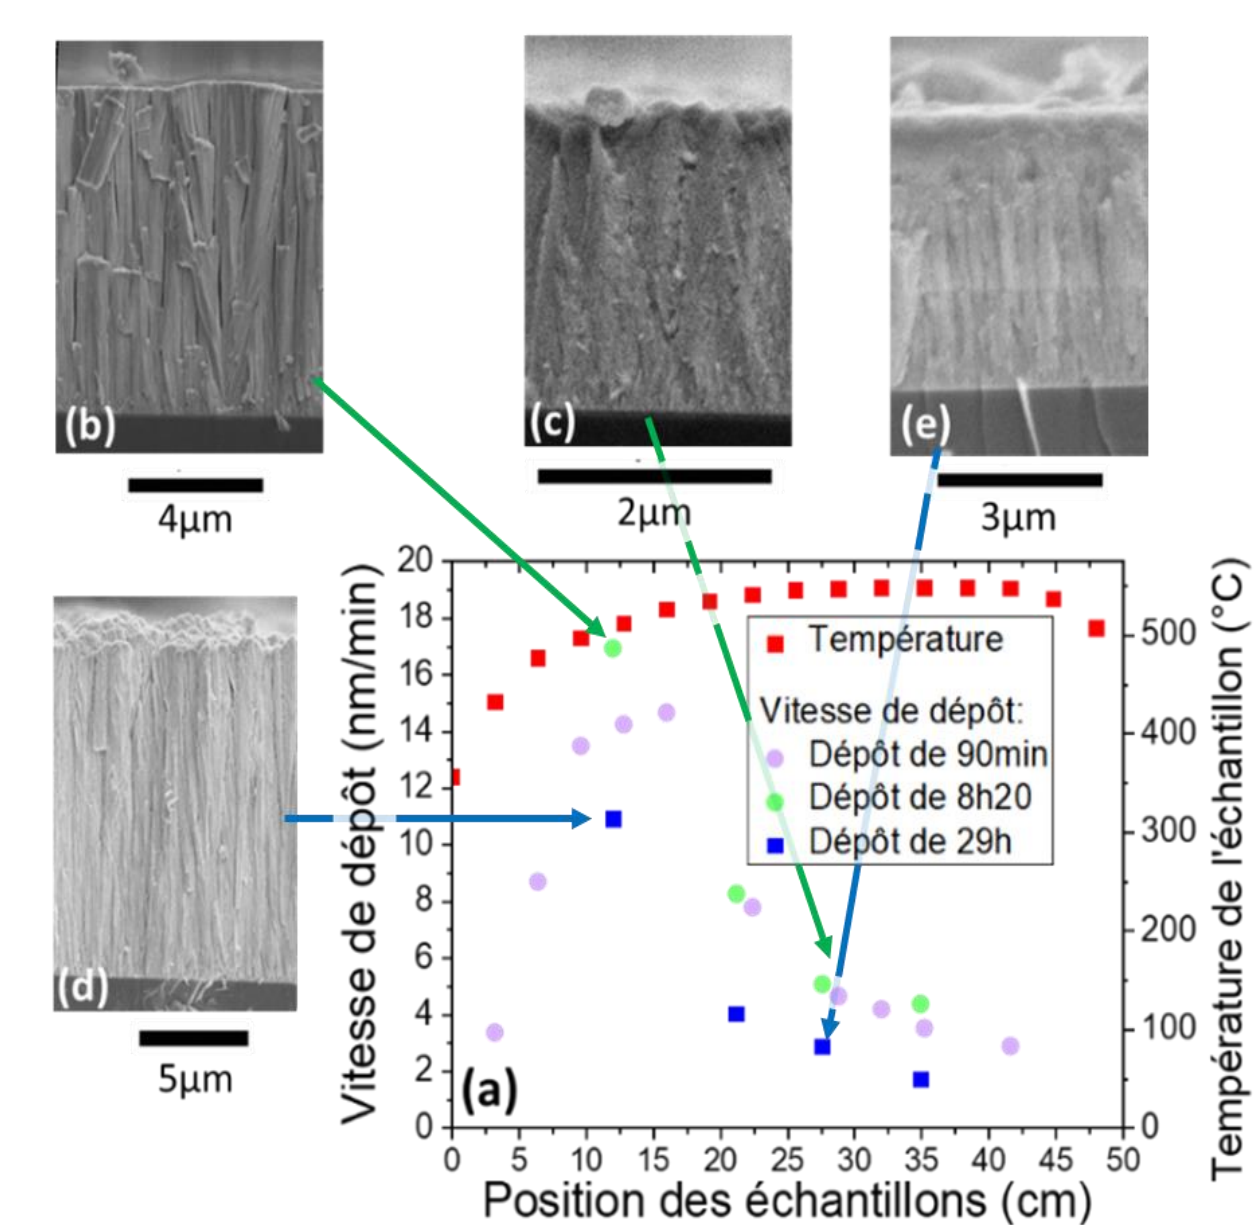 (b)
(c)
(e)
4µm
2µm
3µm
(d)
5µm
Vitesse de dépôt (nm/min)
20
18
16
14
12
10
8
6
4
2
0
(a)
Température
Vitesse de dépôt:
Dépôt de 90min
Dépôt de 8h20
Dépôt de 29h
500
400
300
200
100
0
Température de l'échantillon (°C)
0 5 10 15 20 25 30 35 40 45 50
Position des échantillons (cm)